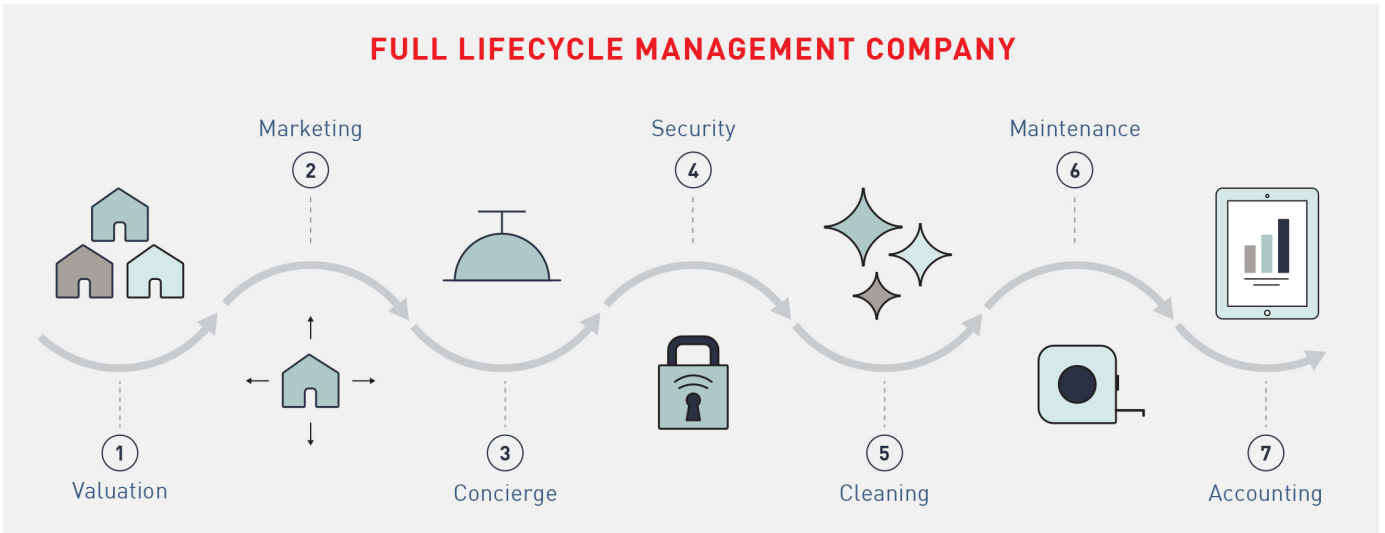 FULL LIFECYCLE MANAGEMENT COMPANY
1
Valuation
Marketing
2
3
Concierge
Security
4
5
Cleaning
Maintenance
6
7
Accounting